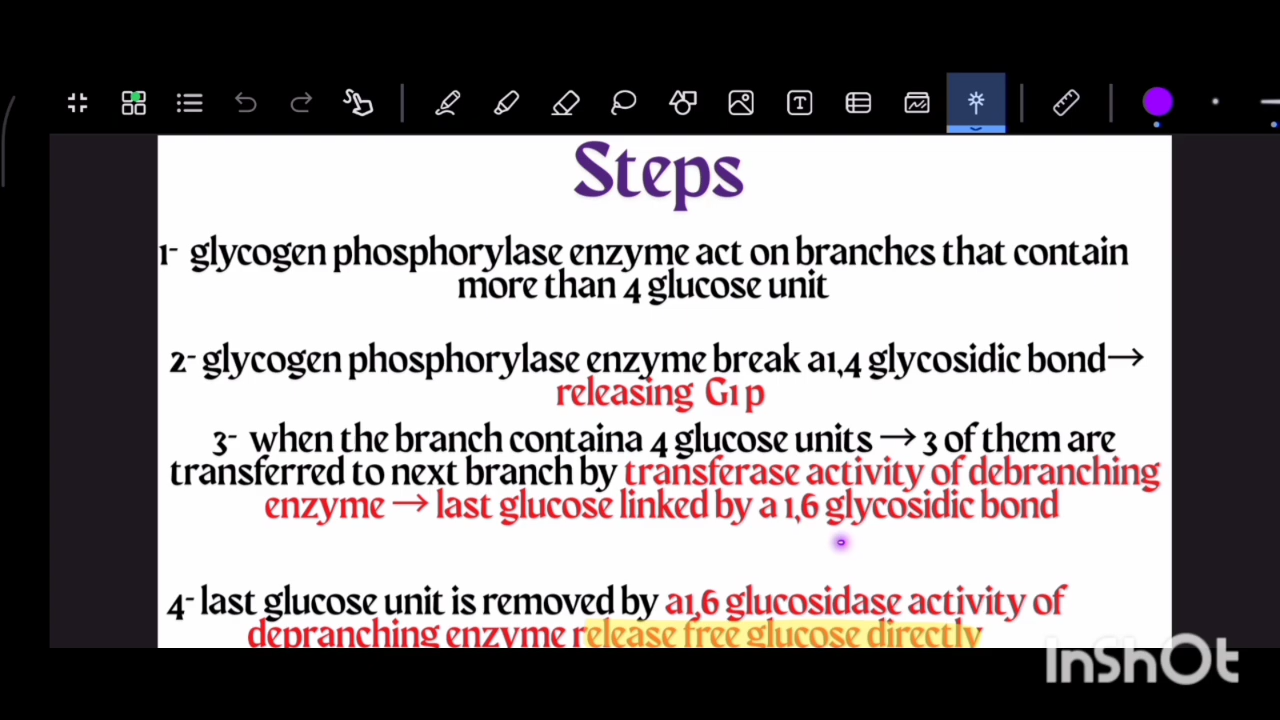 Steps
1- glycogen phosphorylase enzyme act on branches that contain
more than 4 glucose unit
2- glycogen phosphorylase enzyme break a1,4 glycosidic bond→
releasing G1 p
3- when the branch containa 4 glucose units → 3 of them are
transferred to next branch by transferase activity of debranching
enzyme → last glucose linked by a 1,6 glycosidic bond
4- last glucose unit is removed by a1,6 glucosidase activity of
depranching enzyme release free glucose directly
InShOt